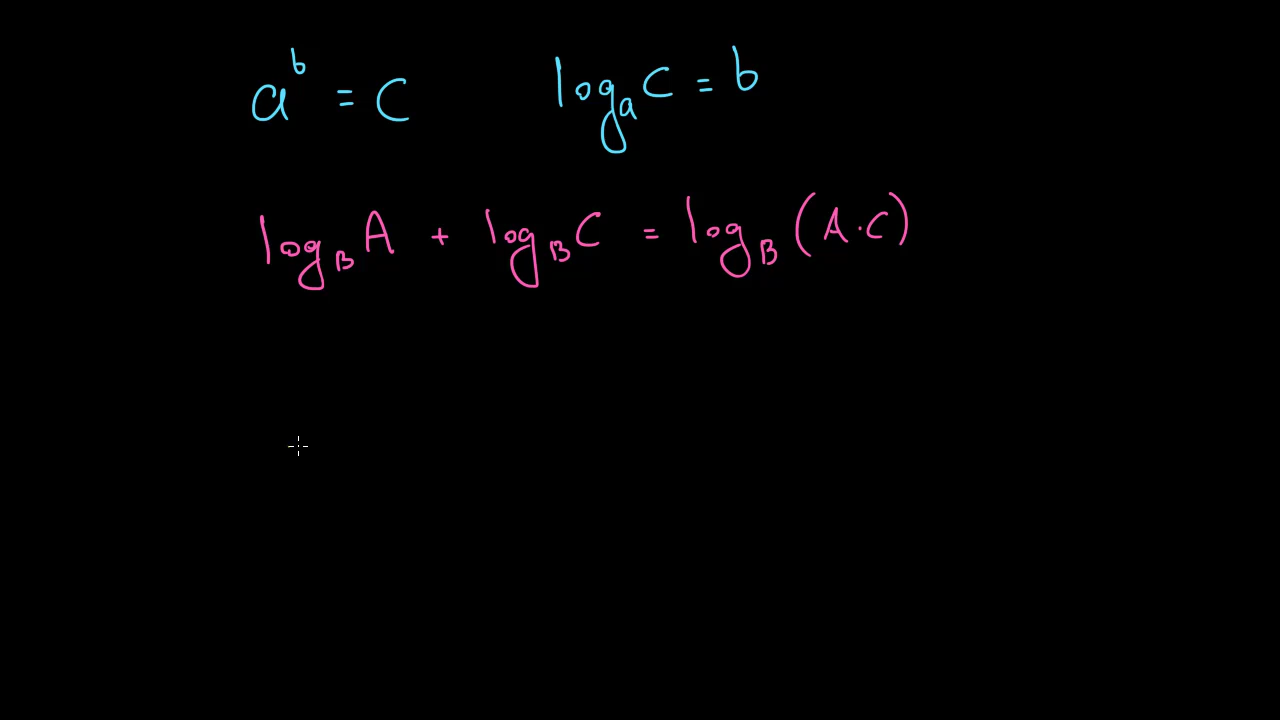 a^b = C log_a C = b
log_B A + log_B C = log_B (A·C)